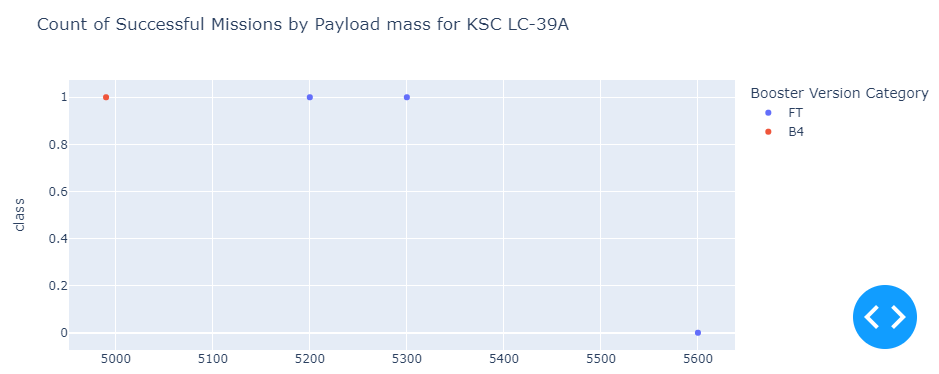 Count of Successful Missions by Payload mass for KSC LC-39A
Booster Version Category
FT
B4
class
1
0.8
0.6
0.4
0.2
0
5000 5100 5200 5300 5400 5500 5600